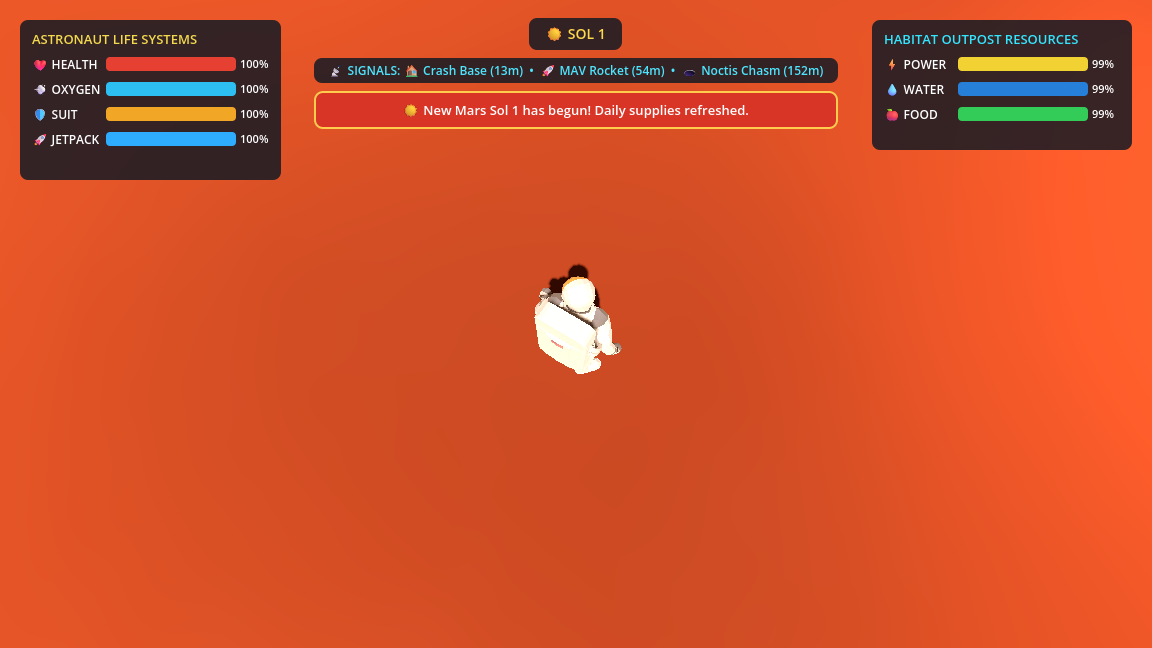 SOL 1
ASTRONAUT LIFE SYSTEMS
HEALTH 100%
OXYGEN 100%
SUIT 100%
JETPACK 100%
SIGNALS: Crash Base (13m) • MAV Rocket (54m) • Noctis Chasm (152m)
New Mars Sol 1 has begun! Daily supplies refreshed.
HABITAT OUTPOST RESOURCES
POWER 99%
WATER 99%
FOOD 99%